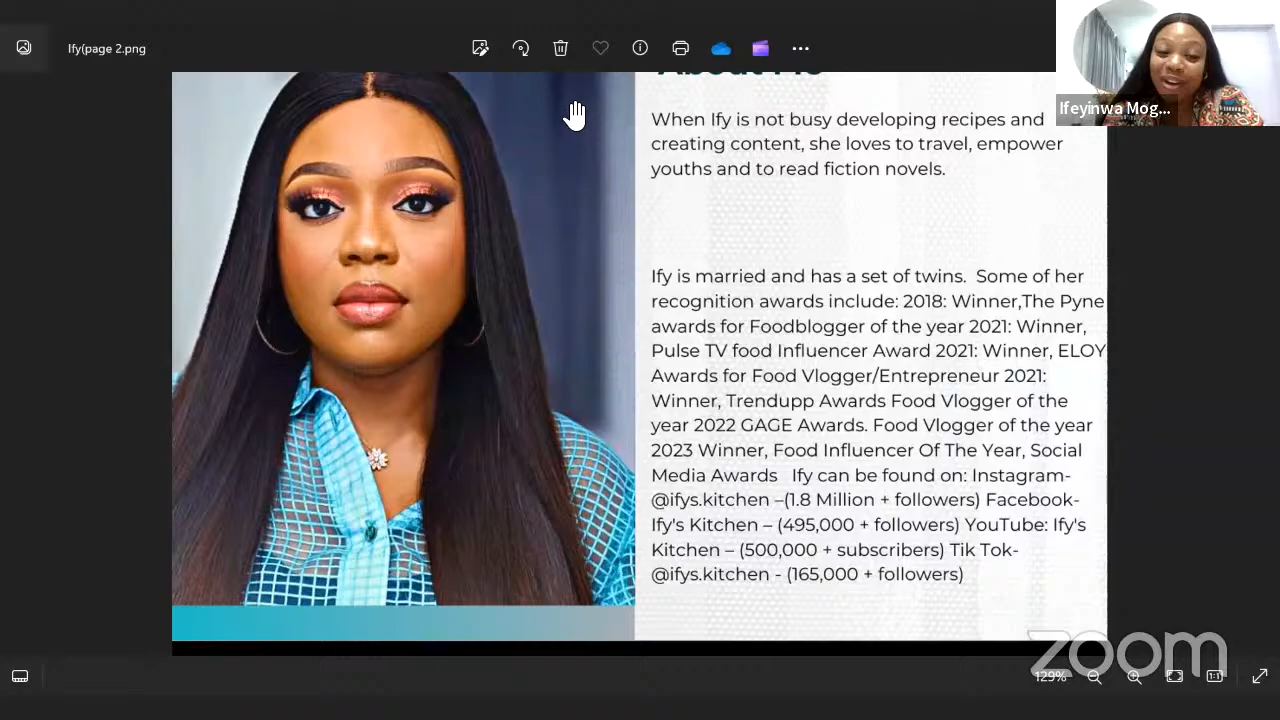 Ify(page 2.png
Ifeyinwa Mog...
About Me
When Ify is not busy developing recipes and
creating content, she loves to travel, empower
youths and to read fiction novels.
Ify is married and has a set of twins.  Some of her
recognition awards include: 2018: Winner,The Pyne
awards for Foodblogger of the year 2021: Winner,
Pulse TV food Influencer Award 2021: Winner, ELOY
Awards for Food Vlogger/Entrepreneur 2021:
Winner, Trendupp Awards Food Vlogger of the
year 2022 GAGE Awards. Food Vlogger of the year
2023 Winner, Food Influencer Of The Year, Social
Media Awards   Ify can be found on: Instagram-
@ifys.kitchen –(1.8 Million + followers) Facebook-
Ify's Kitchen – (495,000 + followers) YouTube: Ify's
Kitchen – (500,000 + subscribers) Tik Tok-
@ifys.kitchen - (165,000 + followers)
zoom
129%
1:1